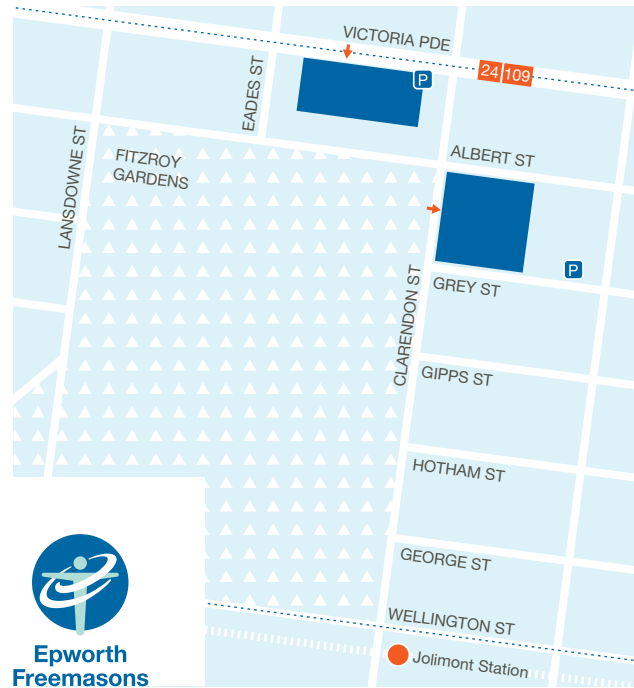 VICTORIA PDE
24 109
P
EADES ST
ALBERT ST
LANSDOWNE ST
FITZROY
GARDENS
P
GREY ST
CLARENDON ST
GIPPS ST
HOTHAM ST
GEORGE ST
WELLINGTON ST
Jolimont Station
Epworth
Freemasons